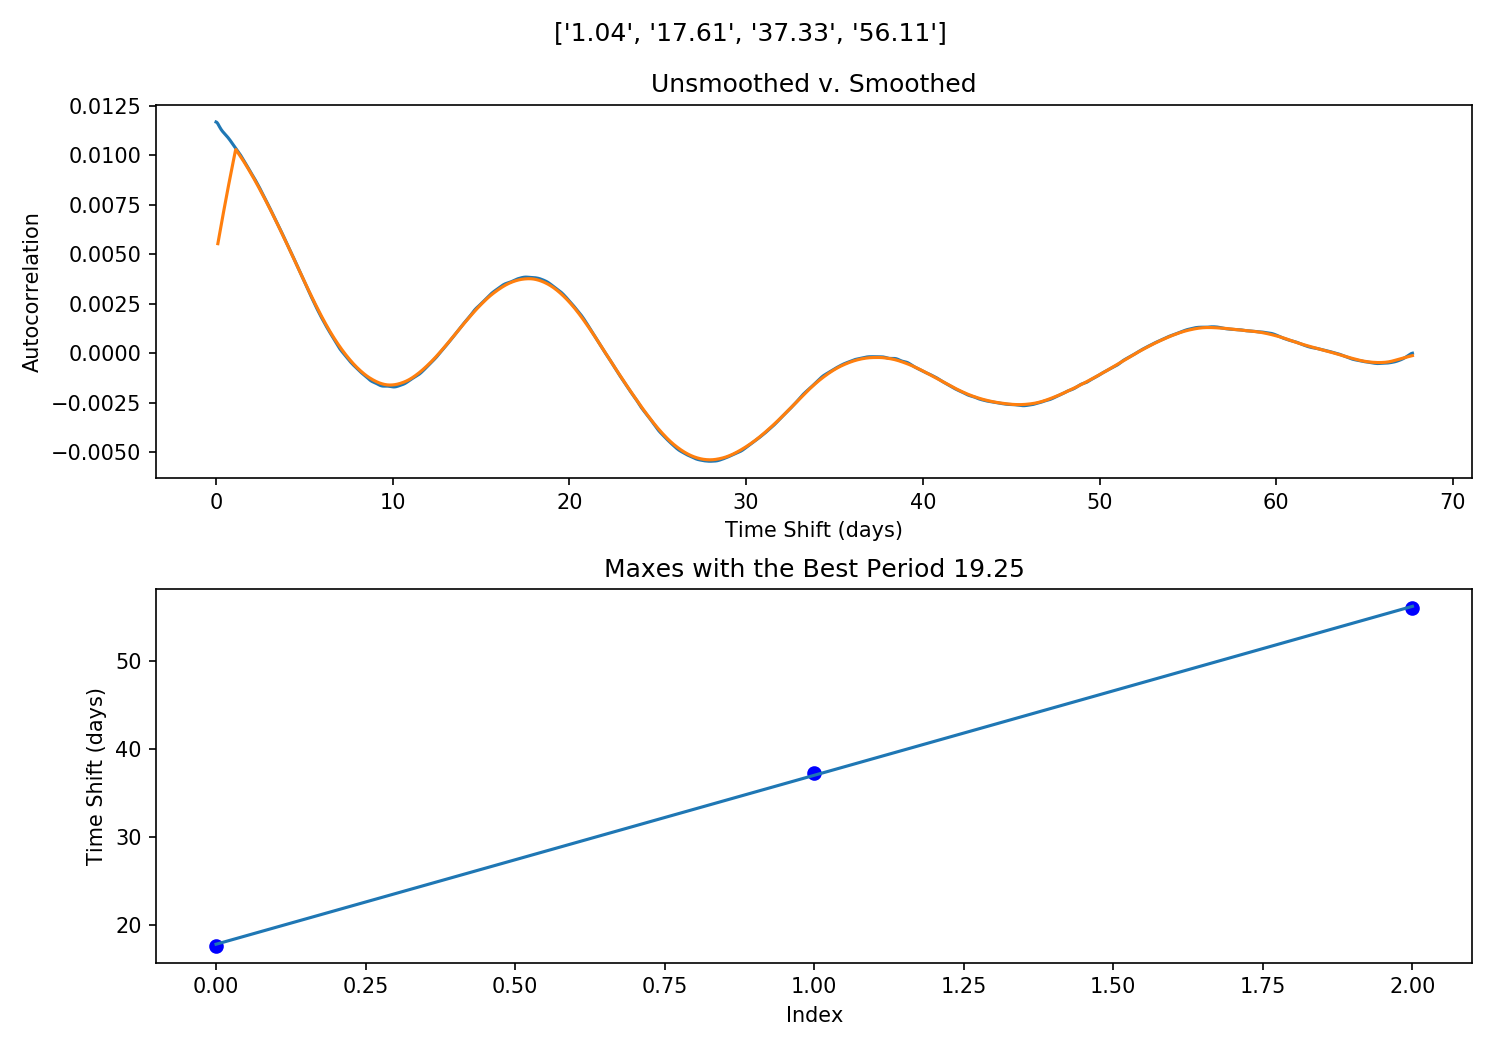 ['1.04', '17.61', '37.33', '56.11']
Unsmoothed v. Smoothed
0.0125
0.0100
0.0075
0.0050
0.0025
0.0000
−0.0025
−0.0050
Autocorrelation
0 10 20 30 40 50 60 70
Time Shift (days)
Maxes with the Best Period 19.25
50
40
30
20
Time Shift (days)
0.00 0.25 0.50 0.75 1.00 1.25 1.50 1.75 2.00
Index